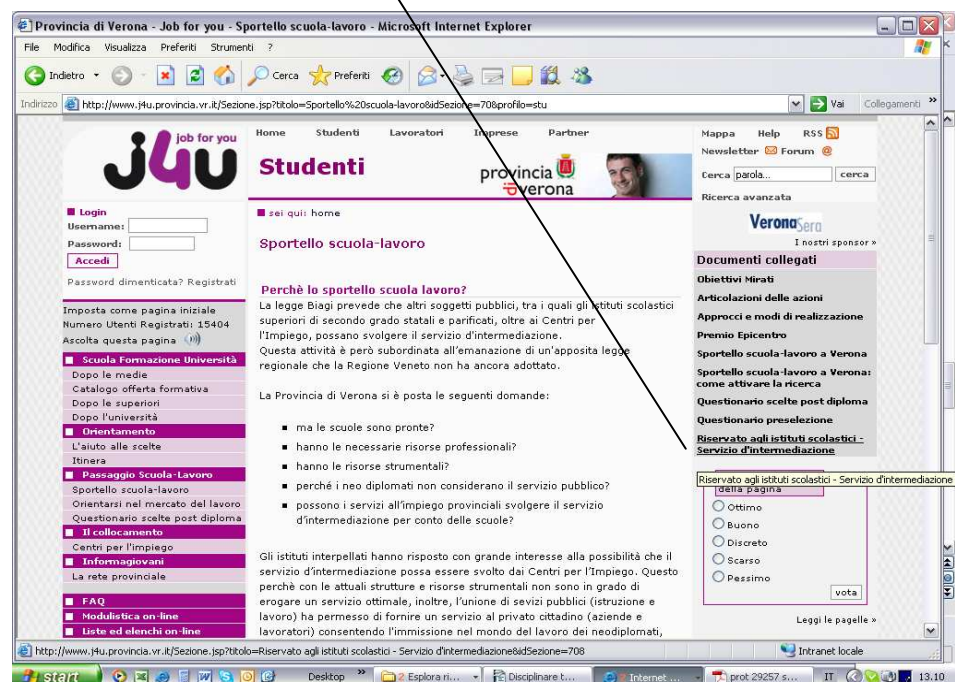 Provincia di Verona - Job for you - Sportello scuola-lavoro - Microsoft Internet Explorer
File Modifica Visualizza Preferiti Strumenti ?
Indietro Cerca Preferiti
Indirizzo http://www.j4u.provincia.vr.it/Sezione.jsp?titolo=Sportello%20scuola-lavoro&idSezione=70&profilo=stu Vai Collegamenti »
job for you
j4u
Home Studenti Lavoratori Imprese Partner
Studenti
provincia
verona
Mappa Help RSS
Newsletter Forum @
Cerca parola... cerca
Ricerca avanzata
Login
Username:
Password:
Accedi
Password dimenticata? Registrati
Imposta come pagina iniziale
Numero Utenti Registrati: 15404
Ascolta questa pagina
Scuola Formazione Università
Dopo le medie
Catalogo offerta formativa
Dopo le superiori
Dopo l'università
Orientamento
L'aiuto alle scelte
Itinera
Passaggio Scuola-Lavoro
Sportello scuola-lavoro
Orientarsi nel mercato del lavoro
Questionario scelte post diploma
Il collocamento
Centri per l'impiego
Informagiovani
La rete provinciale
FAQ
Modulistica on-line
Liste ed elenchi on-line
sei qui: home
Sportello scuola-lavoro
Perchè lo sportello scuola lavoro?
La legge Biagi prevede che altri soggetti pubblici, tra i quali gli istituti scolastici
superiori di secondo grado statali e parificati, oltre ai Centri per
l'Impiego, possano svolgere il servizio d'intermediazione.
Questa attività è però subordinata all'emanazione di un'apposita legge
regionale che la Regione Veneto non ha ancora adottato.
La Provincia di Verona si è posta le seguenti domande:
ma le scuole sono pronte?
hanno le necessarie risorse professionali?
hanno le risorse strumentali?
perché i neo diplomati non considerano il servizio pubblico?
possono i servizi all'impiego provinciali svolgere il servizio
d'intermediazione per conto delle scuole?
Gli istituti interpellati hanno risposto con grande interesse alla possibilità che il
servizio d'intermediazione possa essere svolto dai Centri per l'Impiego. Questo
perchè con le attuali strutture e risorse strumentali non sono in grado di
erogare un servizio ottimale, inoltre, l'unione di sevizi pubblici (istruzione e
lavoro) ha permesso di fornire un servizio al privato cittadino (aziende e
lavoratori) consentendo l'immissione nel mondo del lavoro dei neodiplomati,
VeronaSera
I nostri sponsor »
Documenti collegati
Obiettivi Mirati
Articolazioni delle azioni
Approcci e modi di realizzazione
Premio Epicentro
Sportello scuola-lavoro a Verona
Sportello scuola-lavoro a Verona:
come attivare la ricerca
Questionario scelte post diploma
Questionario preselezione
Riservato agli istituti scolastici -
Servizio d'intermediazione
Riservato agli istituti scolastici - Servizio d'intermediazione
della pagina
Ottimo
Buono
Discreto
Scarso
Pessimo
vota
Leggi le pagelle »
http://www.j4u.provincia.vr.it/Sezione.jsp?titolo=Riservato agli istituti scolastici - Servizio d'intermediazione&idSezione=708 Intranet locale
start Desktop » 2 Esplora ri... Disciplinare t... 2 Internet ... prot 29257 s... IT 13.10